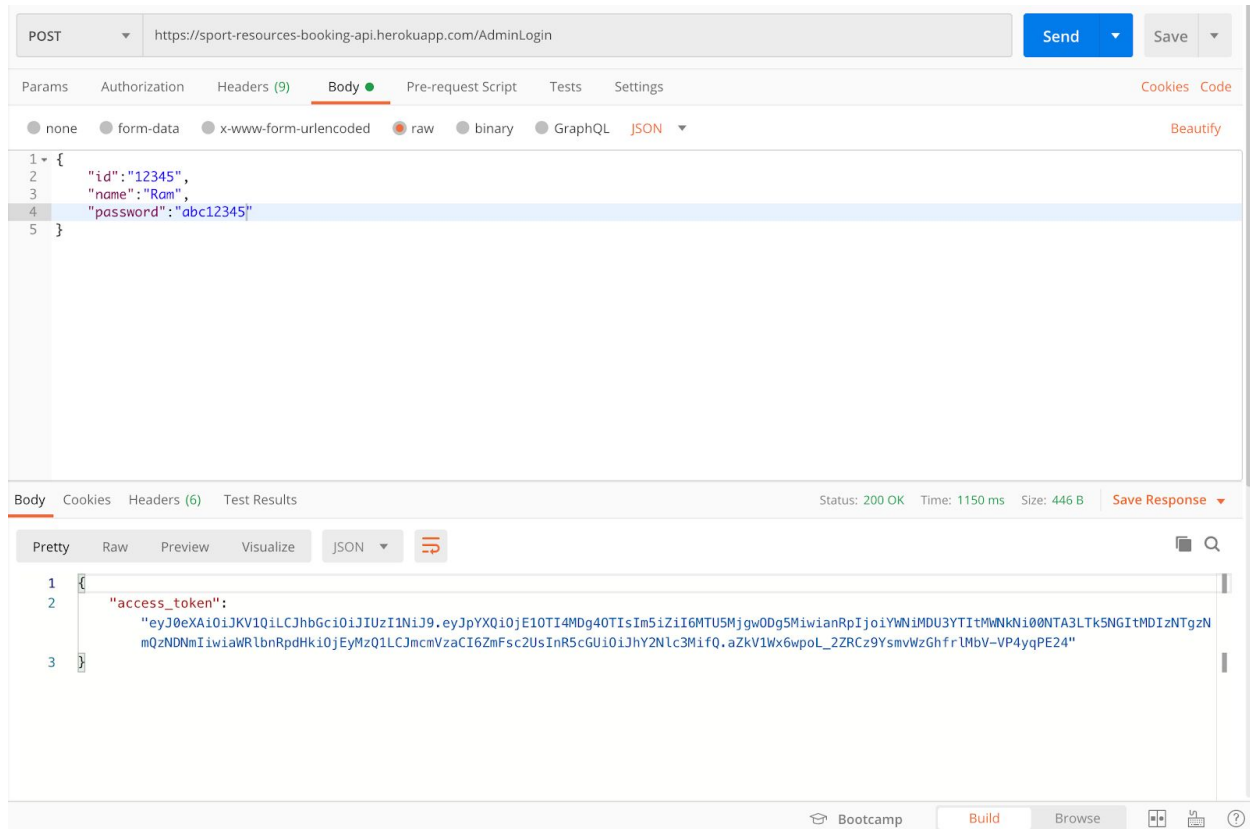 POST https://sport-resources-booking-api.herokuapp.com/AdminLogin Send Save
Params Authorization Headers (9) Body Pre-request Script Tests Settings Cookies Code
none form-data x-www-form-urlencoded raw binary GraphQL JSON Beautify
1 {
2 "id":"12345",
3 "name":"Ram",
4 "password":"abc12345"
5 }
Body Cookies Headers (6) Test Results Status: 200 OK Time: 1150 ms Size: 446 B Save Response
Pretty Raw Preview Visualize JSON
1 {
2 "access_token":
"eyJ0eXAiOiJKV1QiLCJhbGciOiJIUzI1NiJ9.eyJpYXQiOjE1OTI4MDg4OTIsIm5iZiI6MTU5MjgwODg5MiwianRpIjoiYWNiMDU3YTItMWNkNi00NTA3LTk5NGItMDIzNTgzN
mQzNDNmIiwiaWRlbnRpdHkiOjEyMzQ1LCJmcmVzaCI6ZmFsc2UsInR5cGUiOiJhY2Nlc3MifQ.aZkV1Wx6wpoL_2ZRCz9YsmvWzGhfrlMbV-VP4yqPE24"
3 }
Bootcamp Build Browse